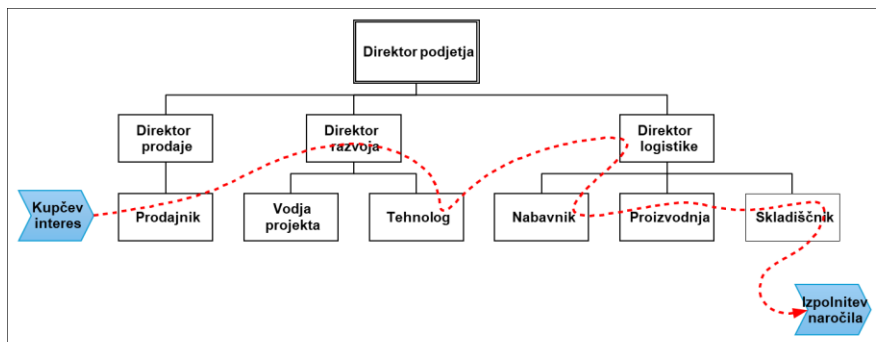 Direktor podjetja
Direktor
prodaje
Direktor
razvoja
Direktor
logistike
Kupčev
interes
Prodajnik
Vodja
projekta
Tehnolog
Nabavnik
Proizvodnja
Skladiščnik
Izpolnitev
naročila